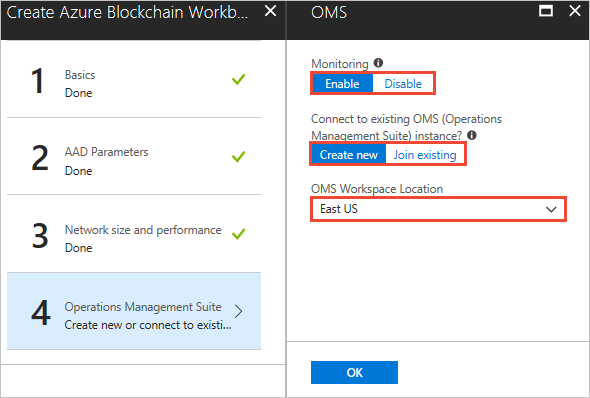 Create Azure Blockchain Workb...
1
Basics
Done
2
AAD Parameters
Done
3
Network size and performance
Done
4
Operations Management Suite
Create new or connect to existi...
OMS
Monitoring
Enable
Disable
Connect to existing OMS (Operations
Management Suite) instance?
Create new
Join existing
OMS Workspace Location
East US
OK